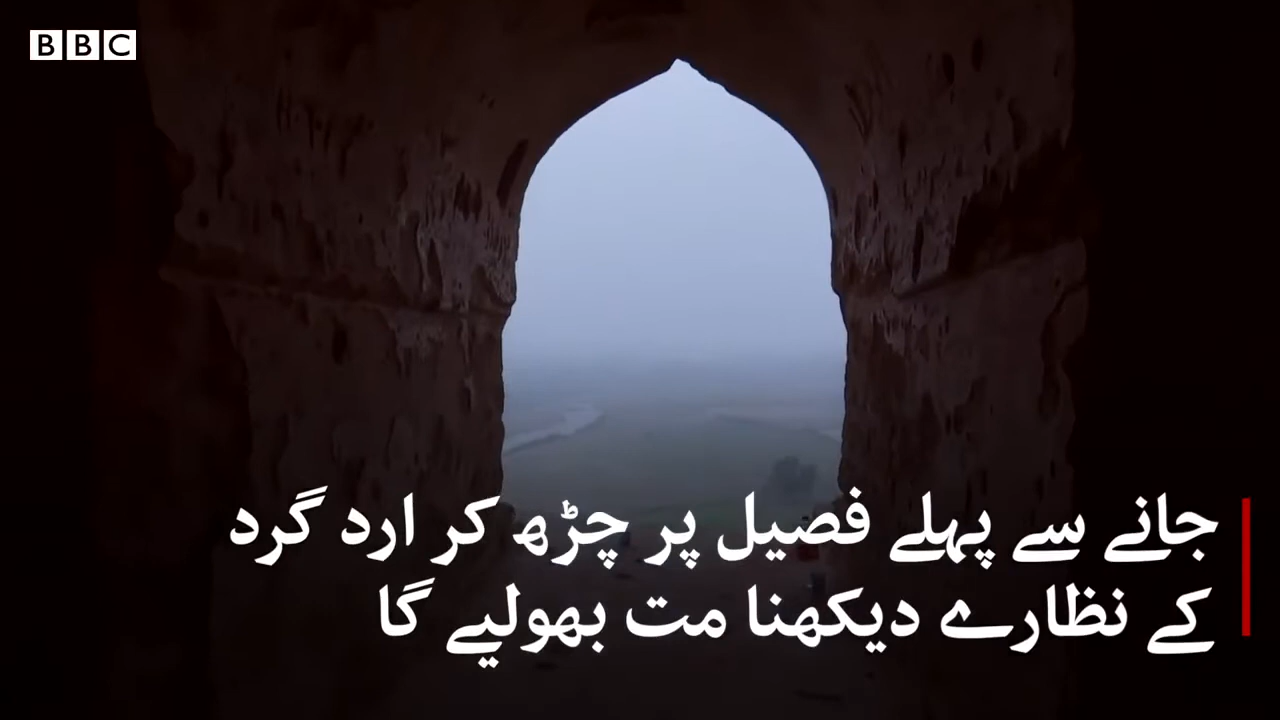 BBC
جانے سے پہلے فصیل پر چڑھ کر ارد گرد
کے نظارے دیکھنا مت بھولیے گا